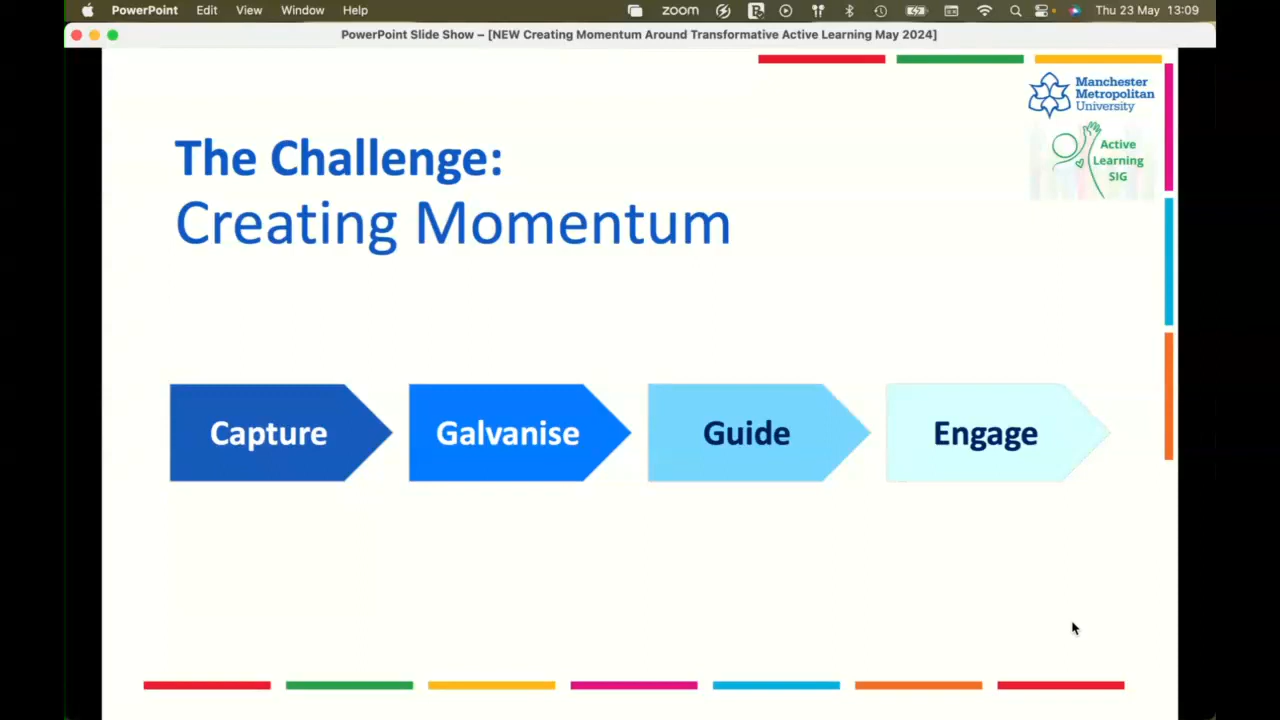 PowerPoint Edit View Window Help zoom Thu 23 May 13:09
PowerPoint Slide Show – [NEW Creating Momentum Around Transformative Active Learning May 2024]
Manchester
Metropolitan
University
Active
Learning
SIG
The Challenge:
Creating Momentum
Capture Galvanise Guide Engage